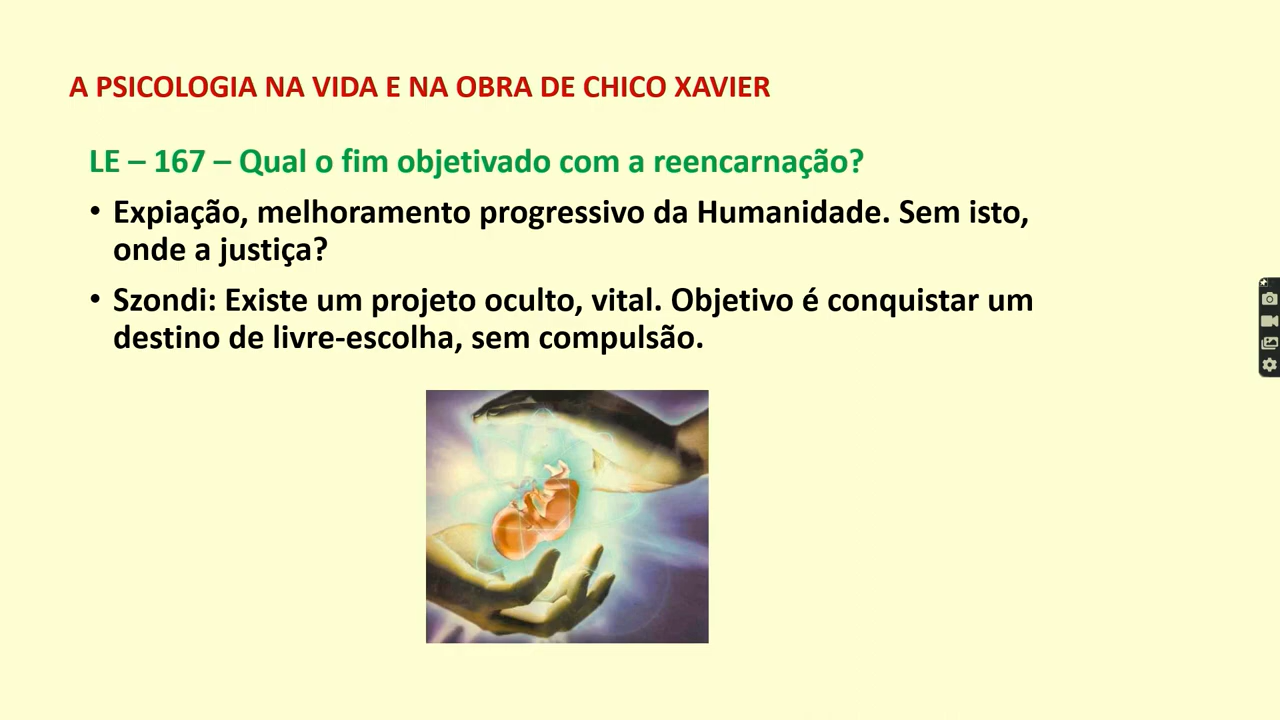 A PSICOLOGIA NA VIDA E NA OBRA DE CHICO XAVIER
LE – 167 – Qual o fim objetivado com a reencarnação?
• Expiação, melhoramento progressivo da Humanidade. Sem isto,
onde a justiça?
• Szondi: Existe um projeto oculto, vital. Objetivo é conquistar um
destino de livre-escolha, sem compulsão.